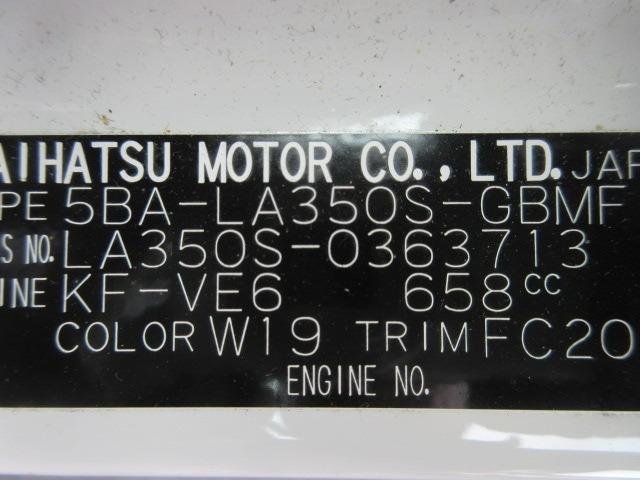 AIHATSU MOTOR CO., LTD. JAP
YPE 5BA-LA350S-GBMF
S NO. LA350S-0363713
INE KF-VE6 658cc
COLOR W19 TRIM FC20
ENGINE NO.